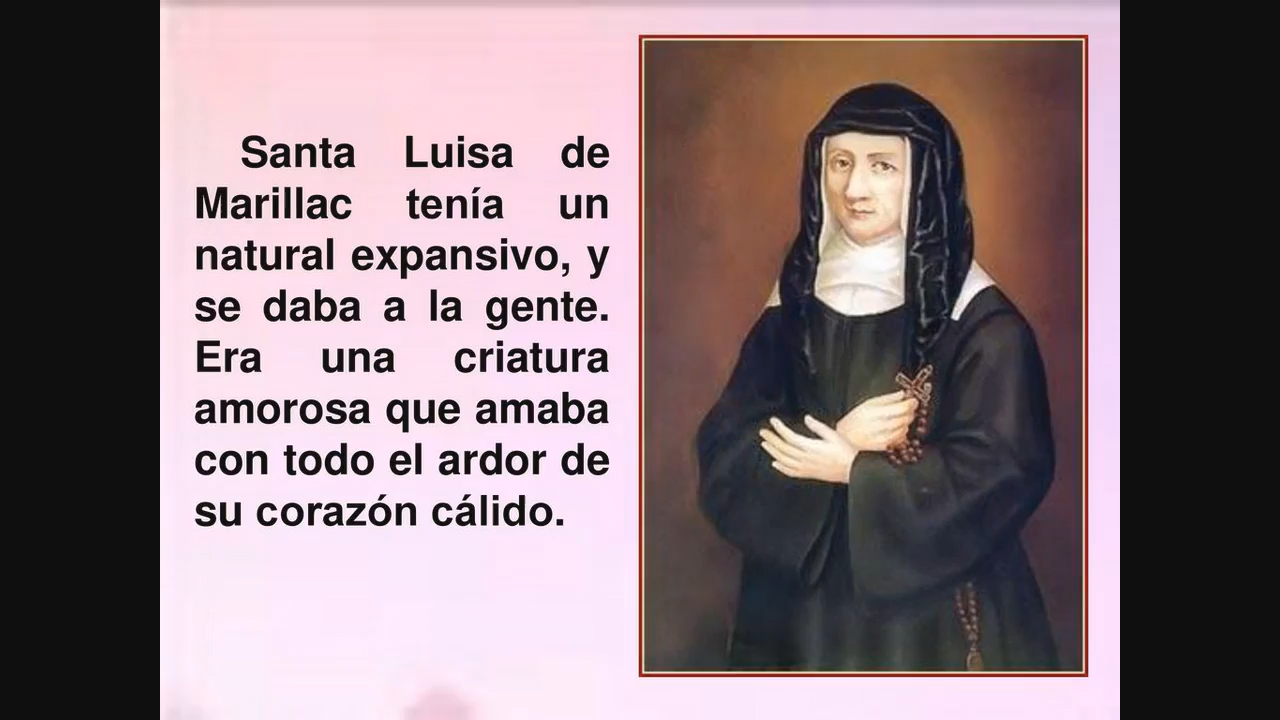 Santa Luisa de
Marillac tenía un
natural expansivo, y
se daba a la gente.
Era una criatura
amorosa que amaba
con todo el ardor de
su corazón cálido.